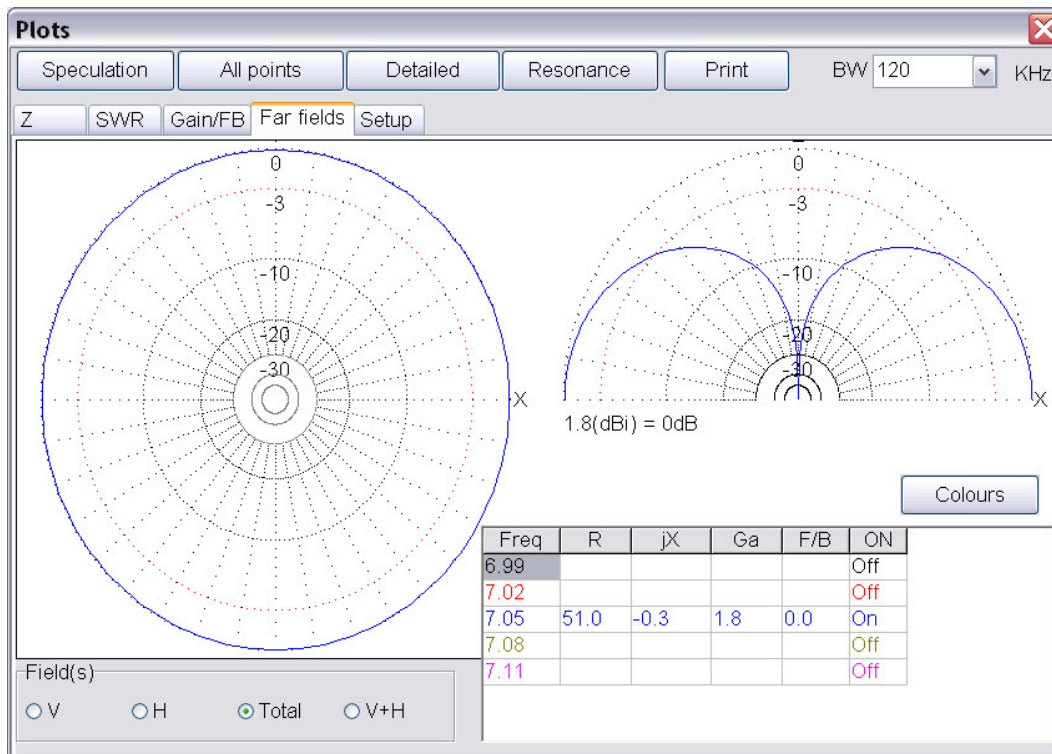 Plots
Speculation All points Detailed Resonance Print BW 120 KHz
Z SWR Gain/FB Far fields Setup
0 0
-3 -3
-10 -10
-20 -20
-30 -30
X X
1.8(dBi) = 0dB
Colours
Freq R jX Ga F/B ON
6.99 Off
7.02 Off
7.05 51.0 -0.3 1.8 0.0 On
7.08 Off
7.11 Off
Field(s)
V H Total V+H